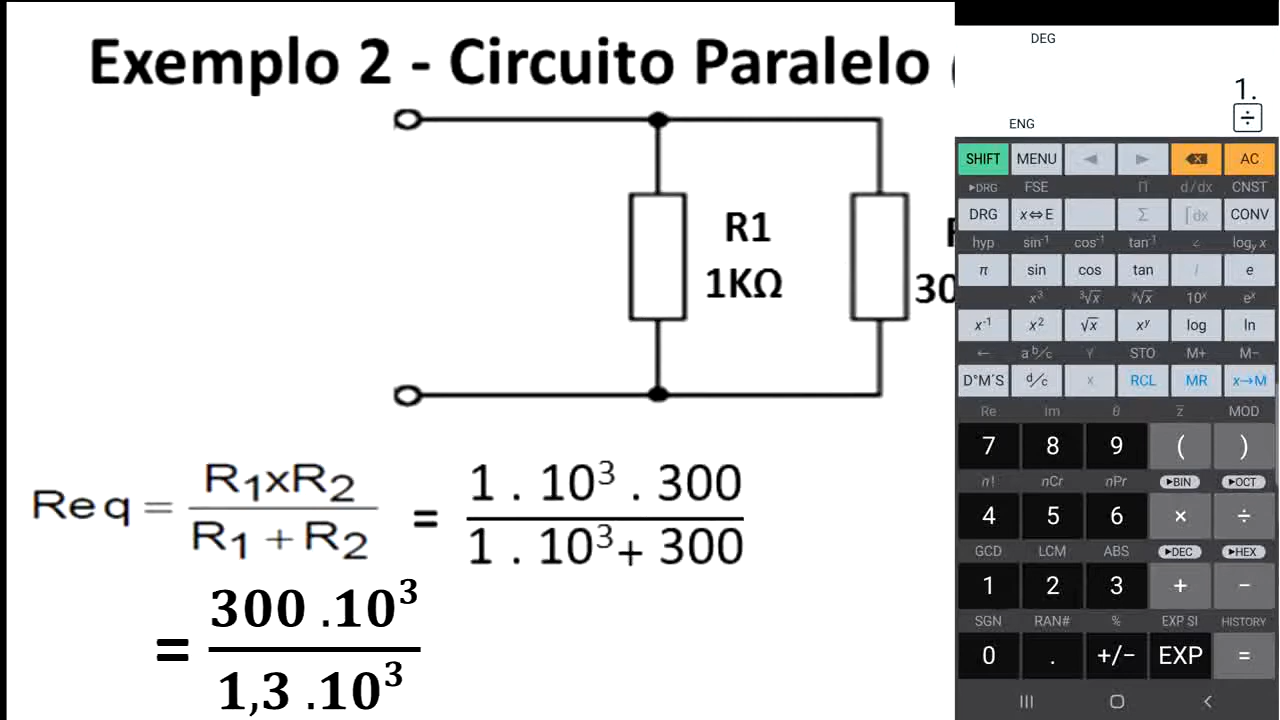 Exemplo 2 - Circuito Paralelo (
R1
1KΩ
30
Req = R1xR2 / R1 + R2 = 1 . 10³ . 300 / 1 . 10³ + 300
= 300 .10³ / 1,3 .10³
DEG
1.
÷
ENG
SHIFT MENU ◄ ► AC
▸DRG FSE Π d/dx CNST
DRG x⇔E Σ ∫dx CONV
hyp sin⁻¹ cos⁻¹ tan⁻¹ ∠ logy x
π sin cos tan i e
x³ ³√x ʸ√x 10ˣ eˣ
x⁻¹ x² √x xʸ log ln
← a b/c Y STO M+ M−
D°M´S d/c x RCL MR x→M
Re Im θ z̅ MOD
7 8 9 ( )
n! nCr nPr ▸BIN ▸OCT
4 5 6 × ÷
GCD LCM ABS ▸DEC ▸HEX
1 2 3 + −
SGN RAN# % EXP SI HISTORY
0 . +/− EXP =